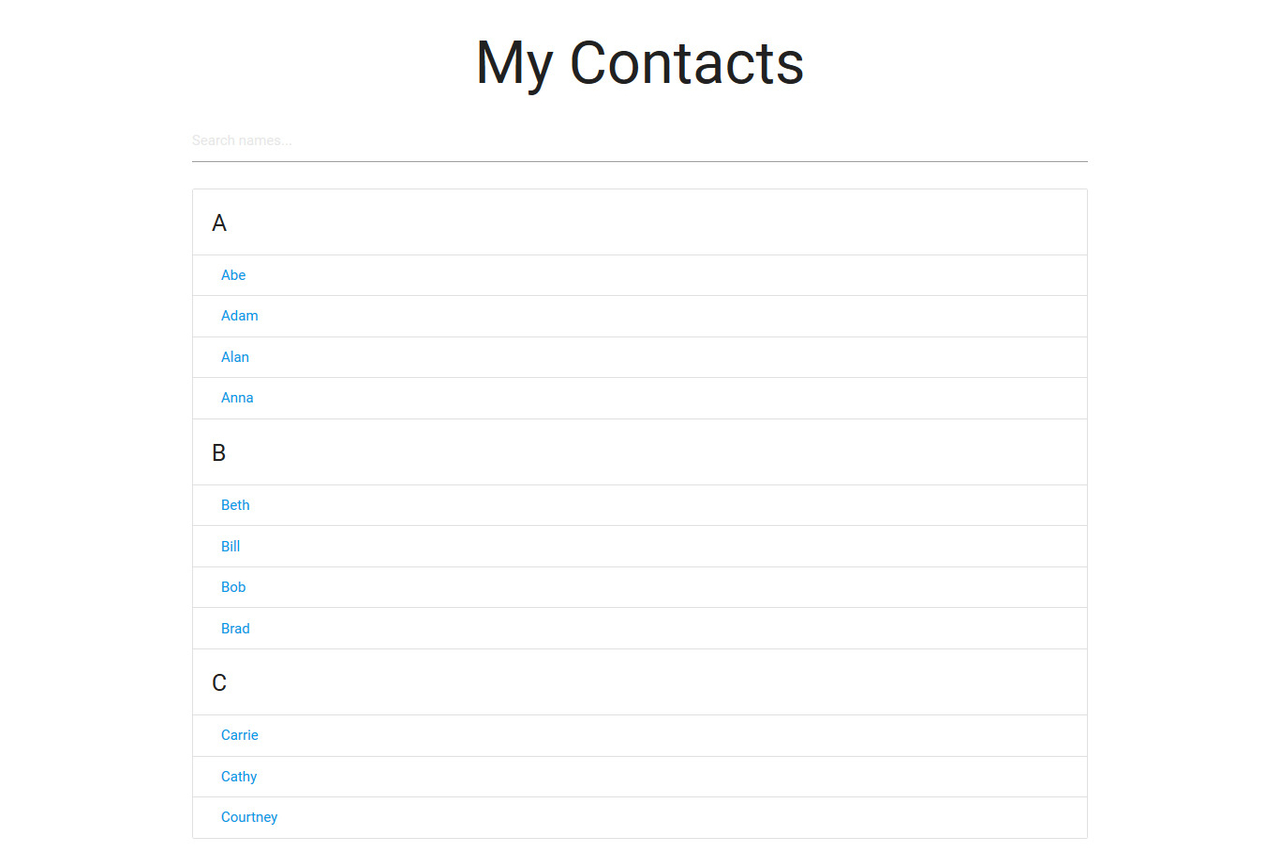 My Contacts
Search names...
A
Abe
Adam
Alan
Anna
B
Beth
Bill
Bob
Brad
C
Carrie
Cathy
Courtney